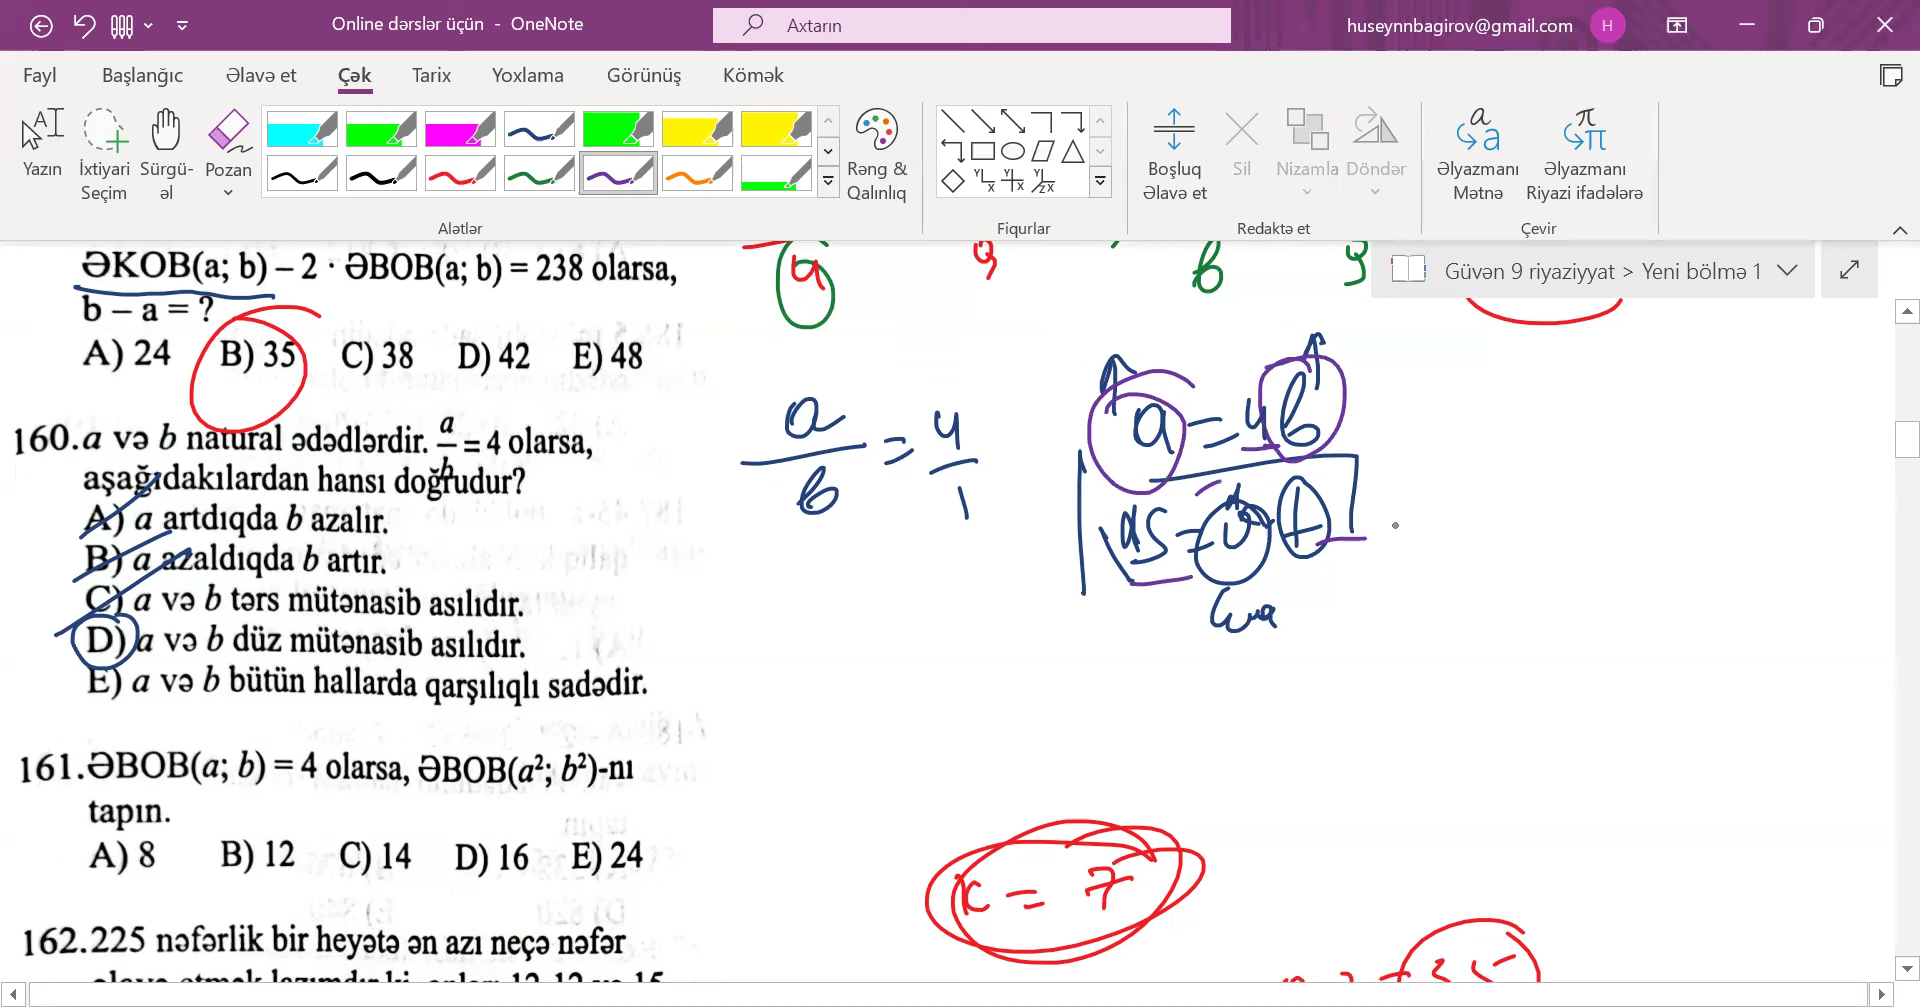 Online dərslər üçün - OneNote
Axtarın
huseynnbagirov@gmail.com H
Fayl Başlanğıc Əlavə et Çək Tarix Yoxlama Görünüş Kömək
Yazın
İxtiyari Seçim
Sürgü-əl
Pozan
Rəng & Qalınlıq
Boşluq Əlavə et
Sil
Nizamla
Döndər
Əlyazmanı Mətnə
Əlyazmanı Riyazi ifadələrə
Alətlər Fiqurlar Redaktə et Çevir
Güvən 9 riyaziyyat > Yeni bölmə 1
ƏKOB(a; b) – 2 · ƏBOB(a; b) = 238 olarsa,
b – a = ?
A) 24 B) 35 C) 38 D) 42 E) 48
160. a və b natural ədədlərdir. a/b = 4 olarsa,
aşağıdakılardan hansı doğrudur?
A) a artdıqda b azalır.
B) a azaldıqda b artır.
C) a və b tərs mütənasib asılıdır.
D) a və b düz mütənasib asılıdır.
E) a və b bütün hallarda qarşılıqlı sadədir.
161. ƏBOB(a; b) = 4 olarsa, ƏBOB(a²; b²)-nı
tapın.
A) 8 B) 12 C) 14 D) 16 E) 24
162. 225 nəfərlik bir heyətə ən azı neçə nəfər
a 9 b 9
a/b = 4/1
a = 4b
k = 7